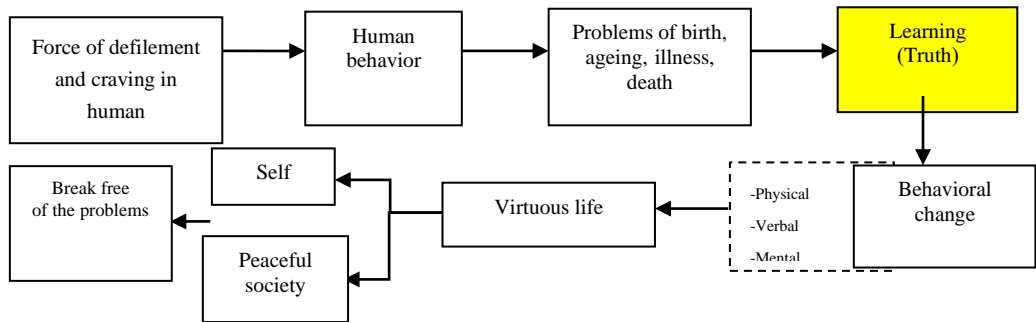 Force of defilement
and craving in
human
Human
behavior
Problems of birth,
ageing, illness,
death
Learning
(Truth)
Behavioral
change
-Physical
-Verbal
-Mental
Virtuous life
Self
Peaceful
society
Break free
of the problems